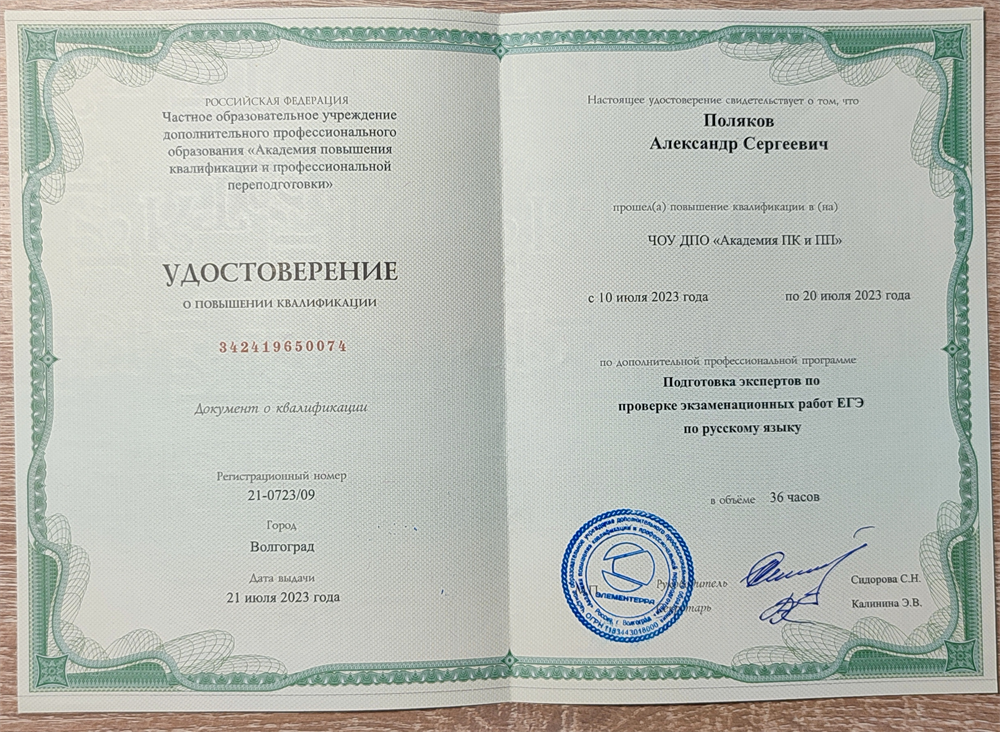 РОССИЙСКАЯ ФЕДЕРАЦИЯ
Частное образовательное учреждение
дополнительного профессионального
образования «Академия повышения
квалификации и профессиональной
переподготовки»
УДОСТОВЕРЕНИЕ
О ПОВЫШЕНИИ КВАЛИФИКАЦИИ
342419650074
Документ о квалификации
Регистрационный номер
21-0723/09
Город
Волгоград
Дата выдачи
21 июля 2023 года
Настоящее удостоверение свидетельствует о том, что
Поляков
Александр Сергеевич
прошел(а) повышение квалификации в (на)
ЧОУ ДПО «Академия ПК и ПП»
с 10 июля 2023 года по 20 июля 2023 года
по дополнительной профессиональной программе
Подготовка экспертов по
проверке экзаменационных работ ЕГЭ
по русскому языку
в объёме 36 часов
Руководитель Сидорова С.Н.
Калинина Э.В.
ЭЛЕМЕНТЕРРА